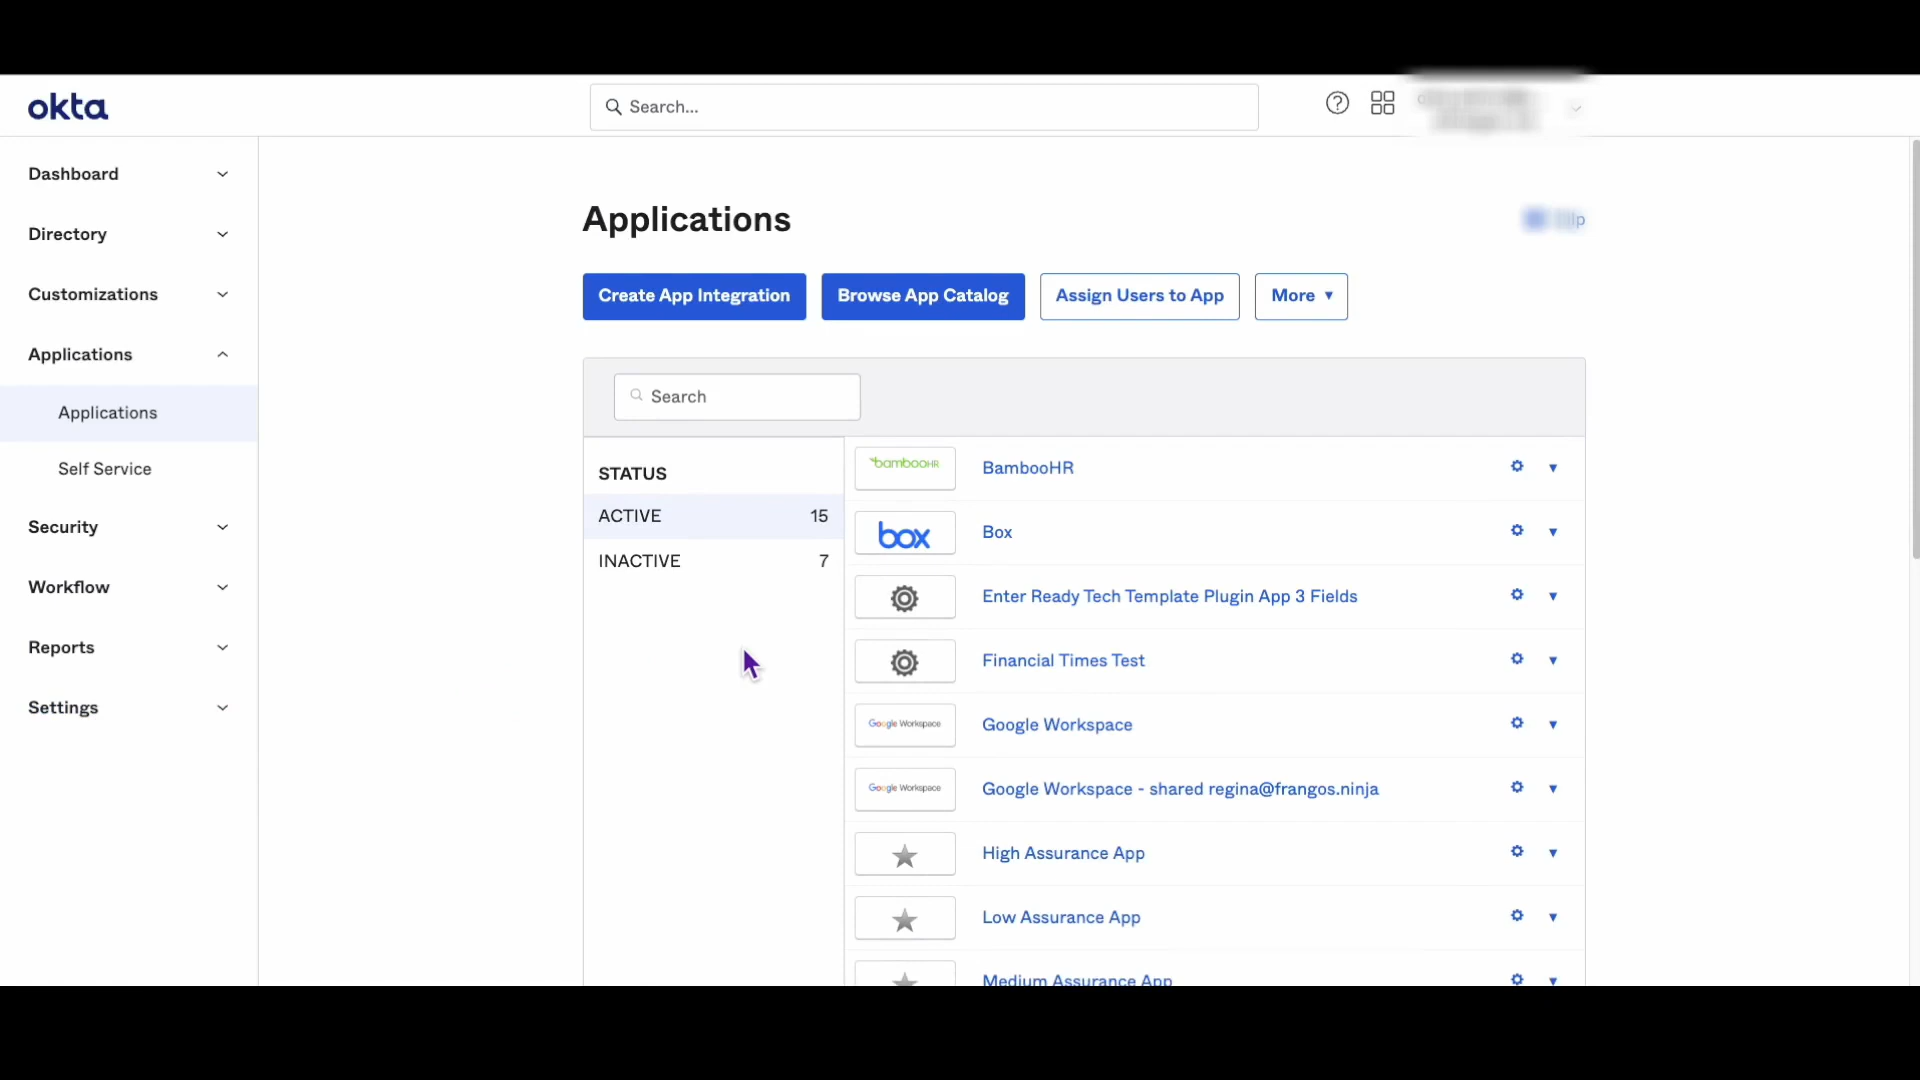 okta
Search...
Dashboard
Directory
Customizations
Applications
Applications
Self Service
Security
Workflow
Reports
Settings
Applications
Create App Integration
Browse App Catalog
Assign Users to App
More
Search
STATUS
ACTIVE 15
INACTIVE 7
bambooHR BambooHR
box Box
Enter Ready Tech Template Plugin App 3 Fields
Financial Times Test
Google Workspace Google Workspace
Google Workspace Google Workspace - shared regina@frangos.ninja
High Assurance App
Low Assurance App
Medium Assurance App